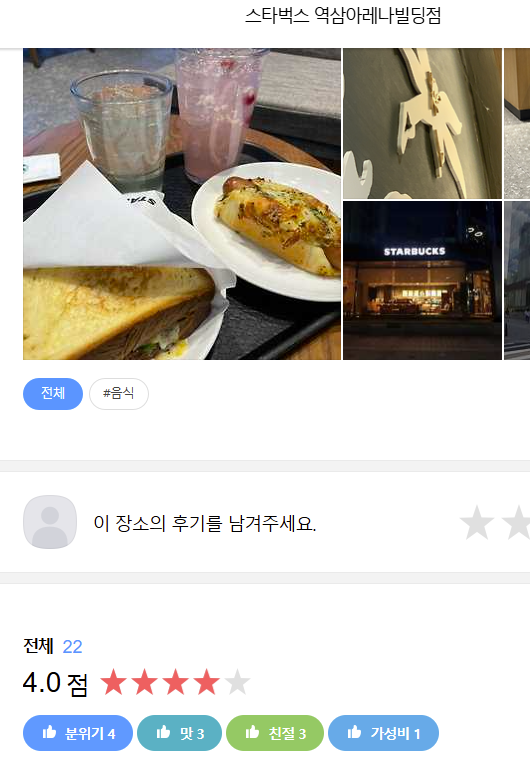 스타벅스 역삼아레나빌딩점
STARBUCKS
전체
#음식
이 장소의 후기를 남겨주세요.
전체 22
4.0 점
분위기 4 맛 3 친절 3 가성비 1